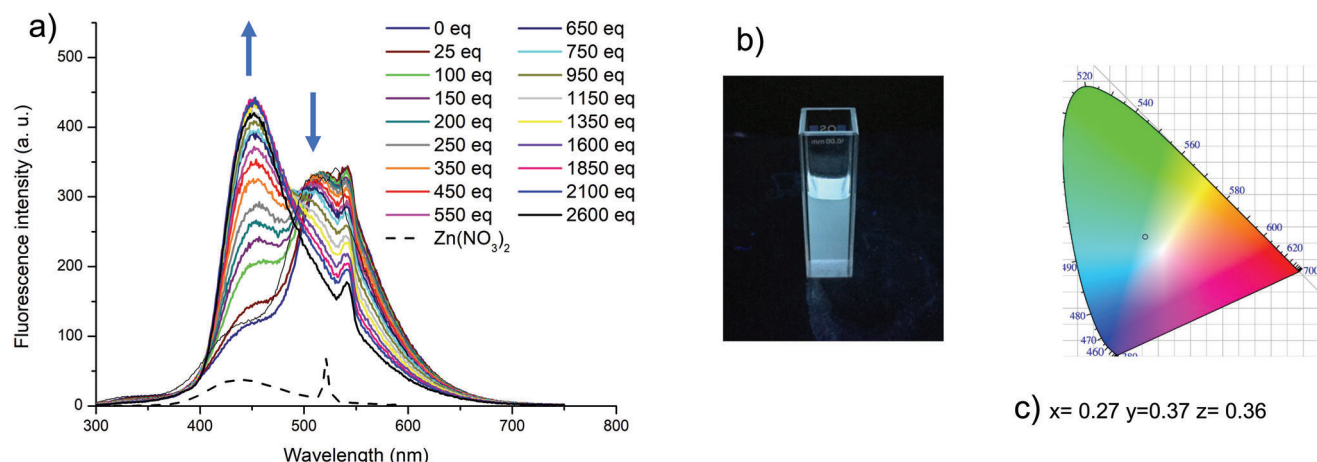 a)
Fluorescence intensity (a. u.)
500
400
300
200
100
0
300 400 500 600 700 800
Wavelength (nm)
0 eq
25 eq
100 eq
150 eq
200 eq
250 eq
350 eq
450 eq
550 eq
Zn(NO3)2
650 eq
750 eq
950 eq
1150 eq
1350 eq
1600 eq
1850 eq
2100 eq
2600 eq
b)
520
540
560
580
600
620
700
490
480
470
460
c) x= 0.27 y=0.37 z= 0.36